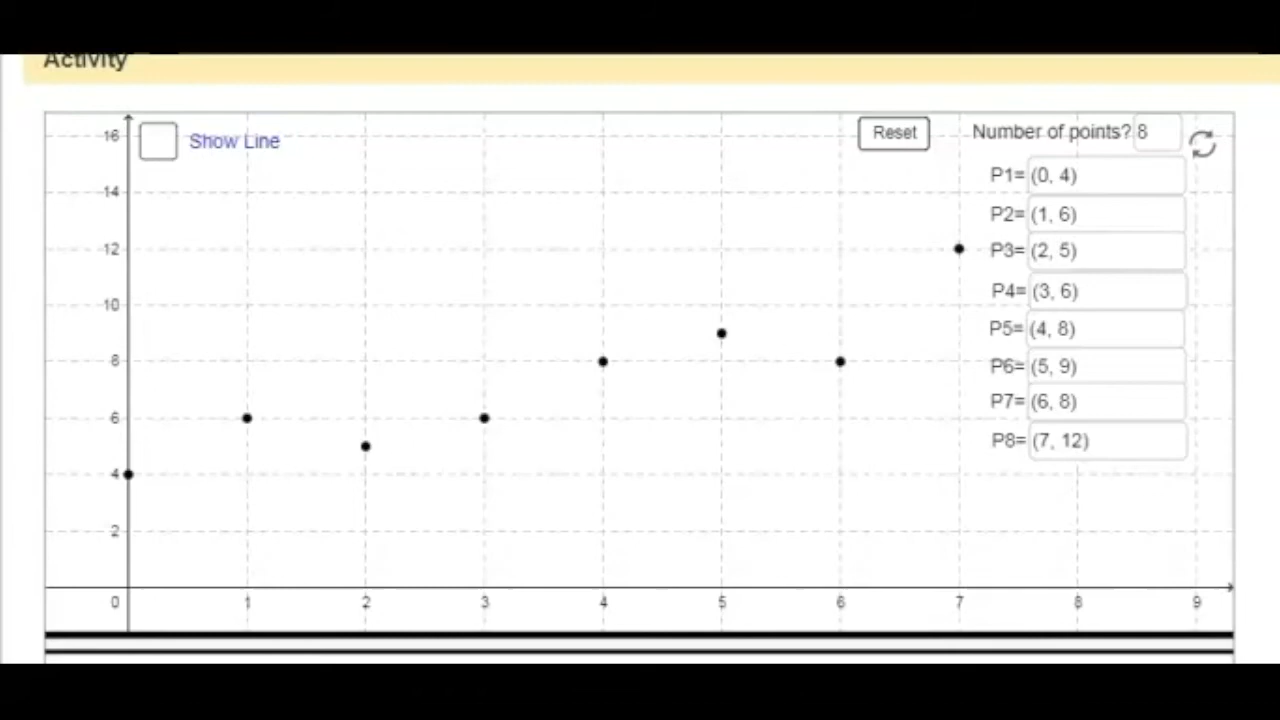 Activity
Show Line
Reset
Number of points? 8
P1= (0, 4)
P2= (1, 6)
P3= (2, 5)
P4= (3, 6)
P5= (4, 8)
P6= (5, 9)
P7= (6, 8)
P8= (7, 12)
16
14
12
10
8
6
4
2
0 1 2 3 4 5 6 7 8 9